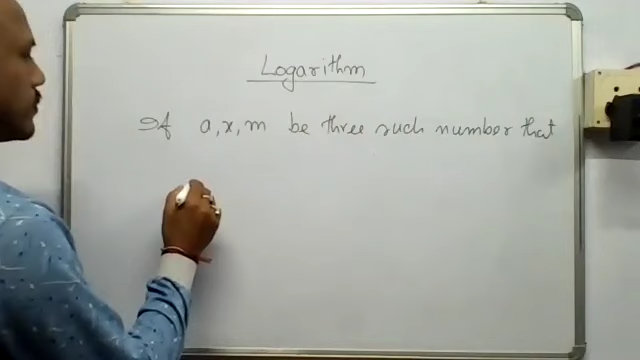 Logarithm
If a, x, m be three such number that